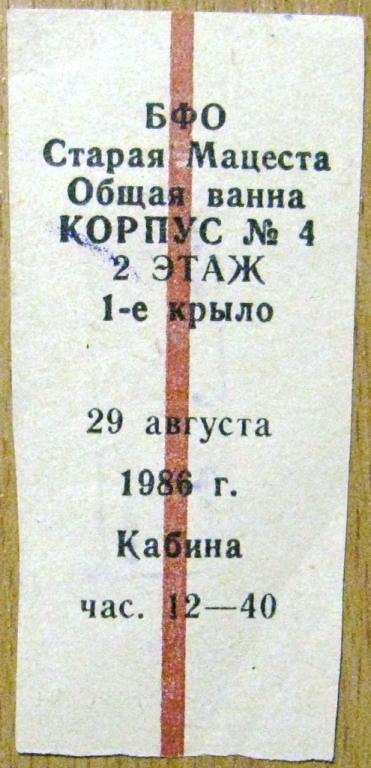 БФО
Старая Мацеста
Общая ванна
КОРПУС № 4
2 ЭТАЖ
1-е крыло
29 августа
1986 г.
Кабина
час. 12—40